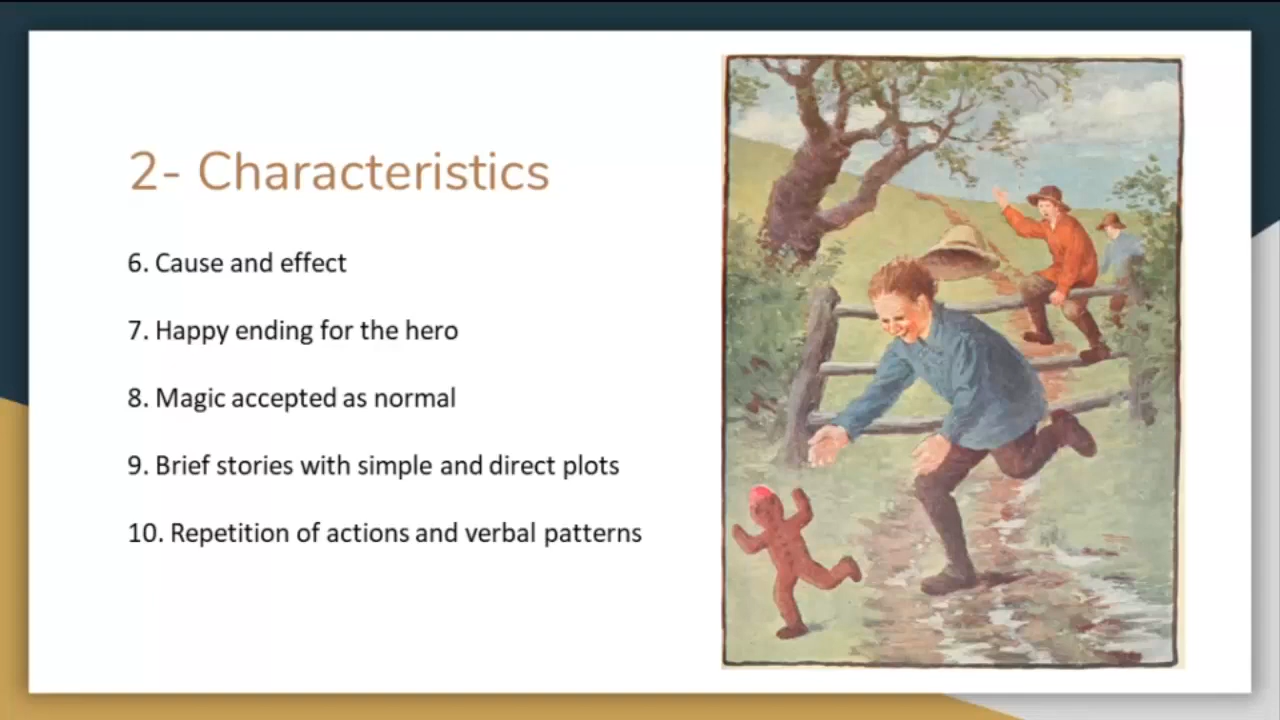 2- Characteristics
6. Cause and effect
7. Happy ending for the hero
8. Magic accepted as normal
9. Brief stories with simple and direct plots
10. Repetition of actions and verbal patterns